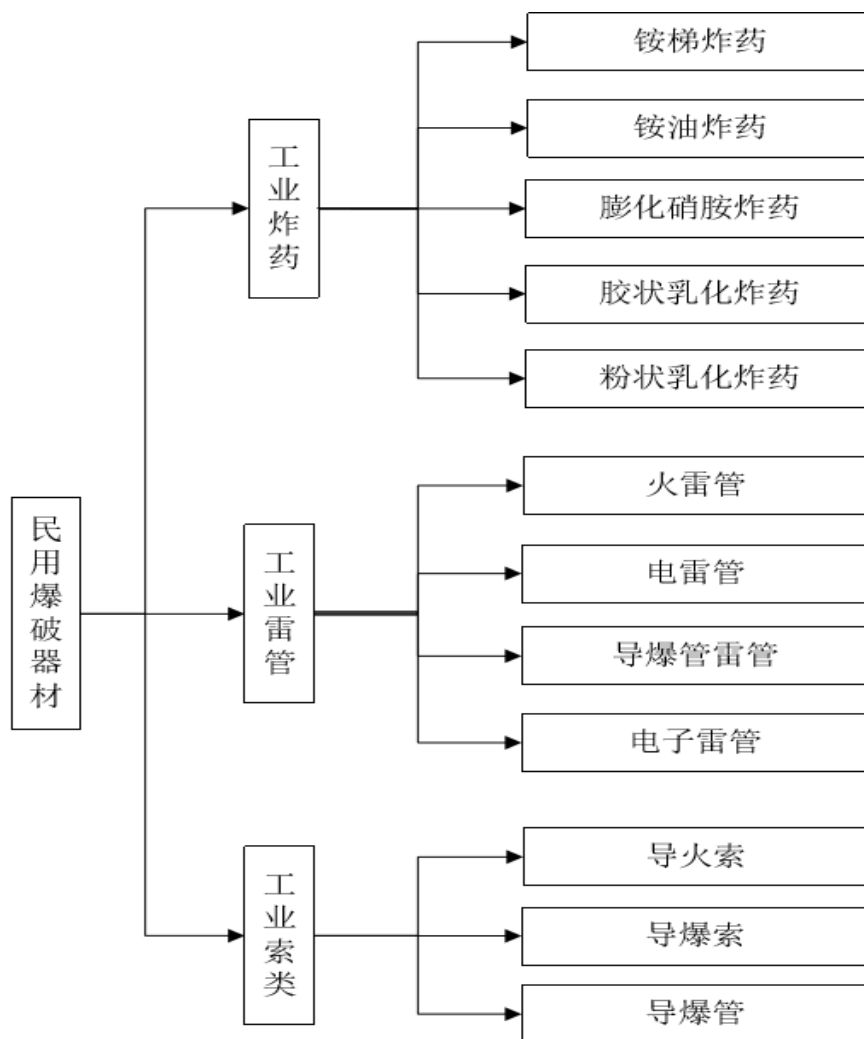 民用爆破器材
工业炸药
铵梯炸药
铵油炸药
膨化硝胺炸药
胶状乳化炸药
粉状乳化炸药
工业雷管
火雷管
电雷管
导爆管雷管
电子雷管
工业索类
导火索
导爆索
导爆管